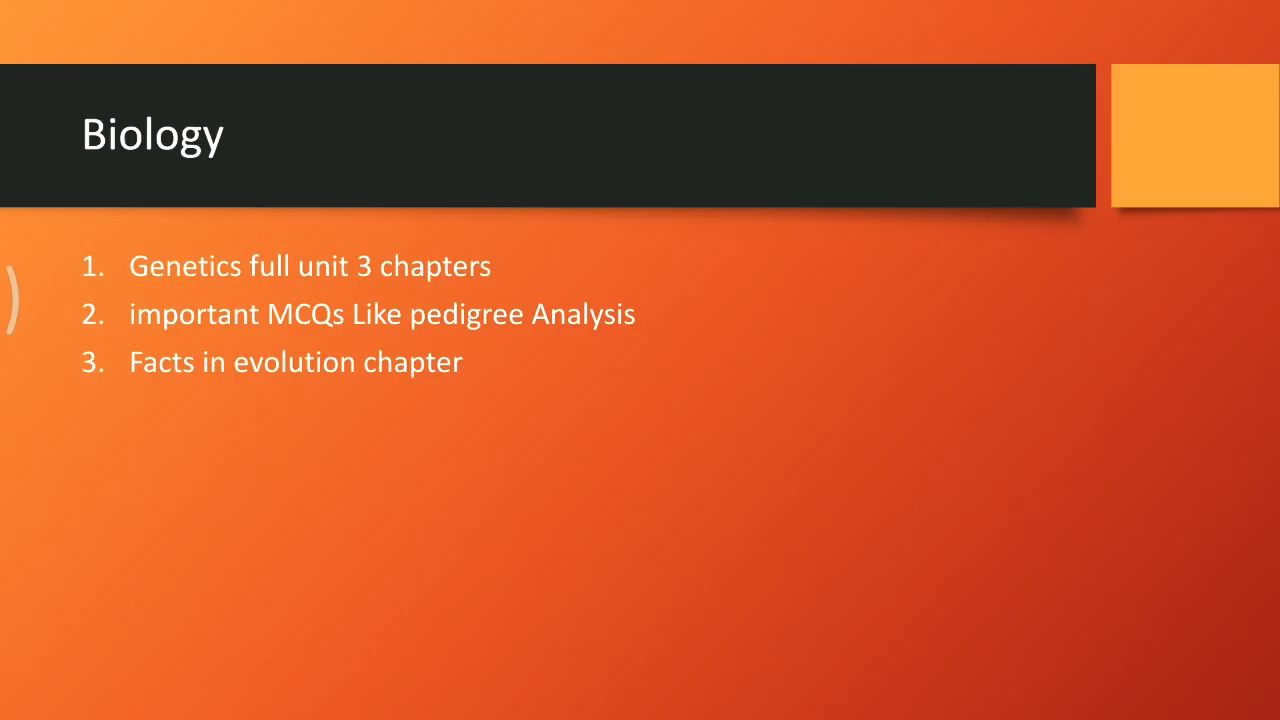 Biology
1. Genetics full unit 3 chapters
2. important MCQs Like pedigree Analysis
3. Facts in evolution chapter